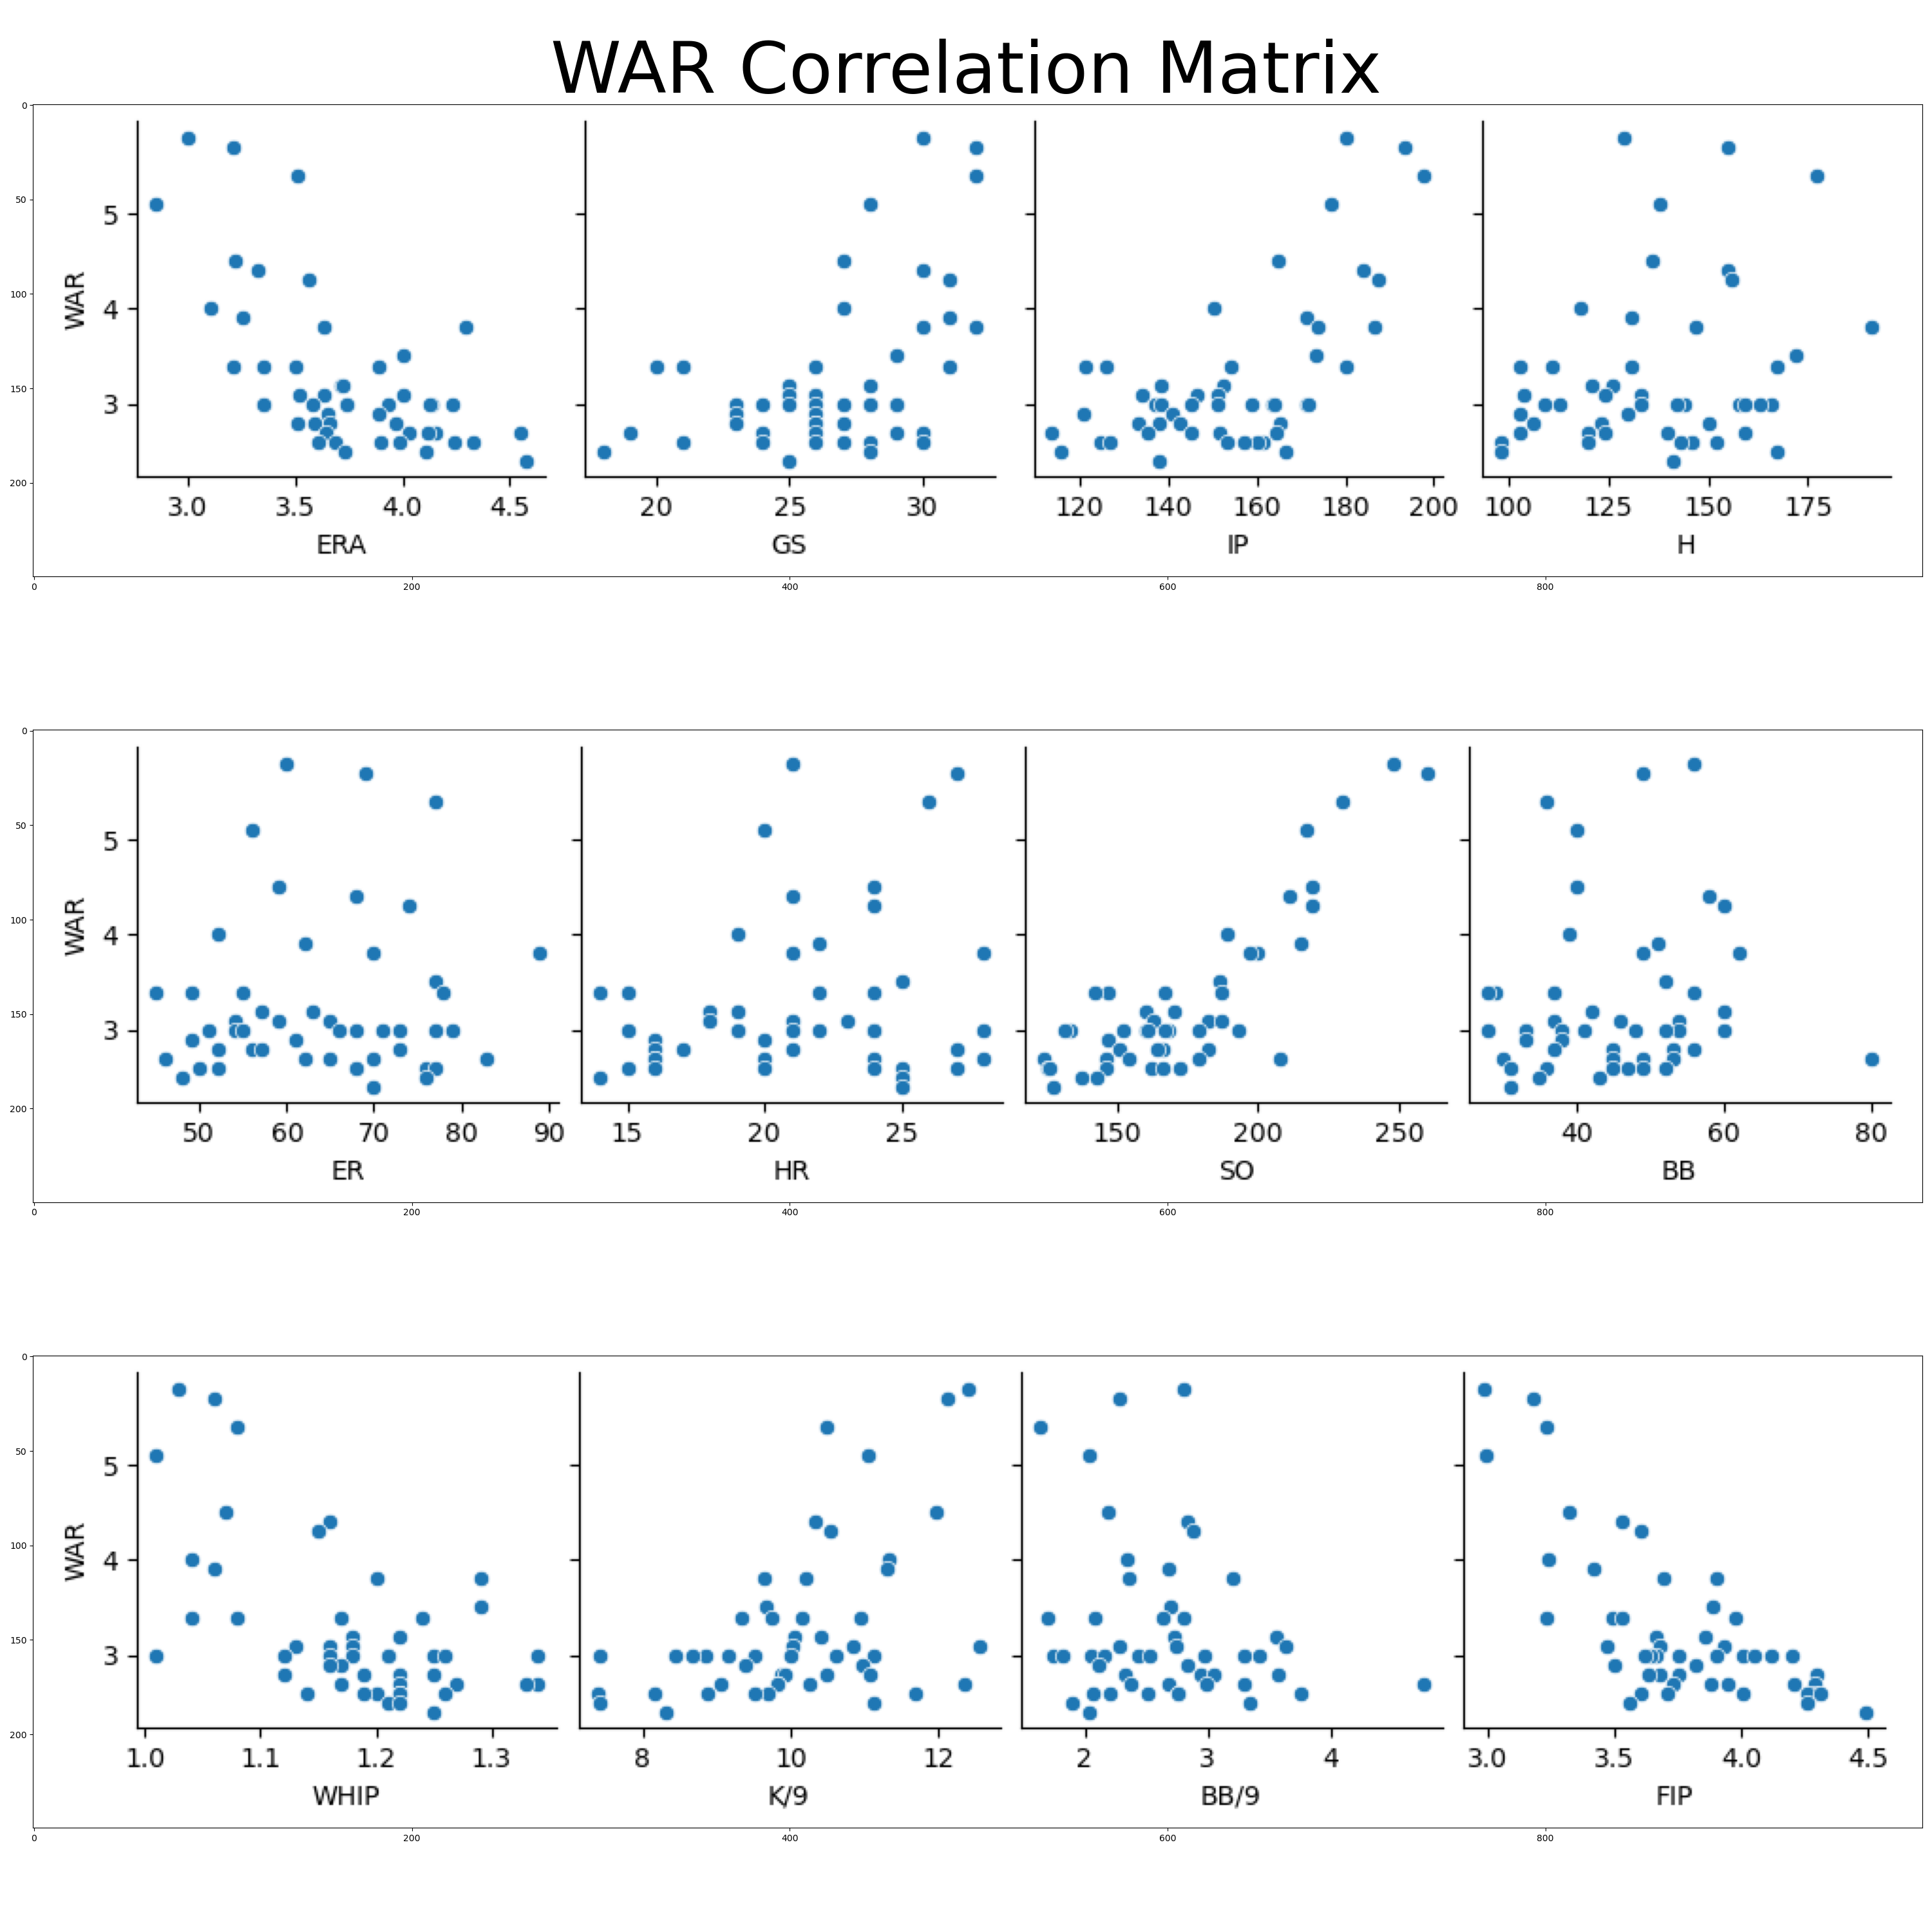 WAR Correlation Matrix
0
50
100
150
200
WAR
5
4
3
3.0 3.5 4.0 4.5
20 25 30
120 140 160 180 200
100 125 150 175
ERA GS IP H
0 200 400 600 800
0
50
100
150
200
WAR
5
4
3
50 60 70 80 90
15 20 25
150 200 250
40 60 80
ER HR SO BB
0 200 400 600 800
0
50
100
150
200
WAR
5
4
3
1.0 1.1 1.2 1.3
8 10 12
2 3 4
3.0 3.5 4.0 4.5
WHIP K/9 BB/9 FIP
0 200 400 600 800